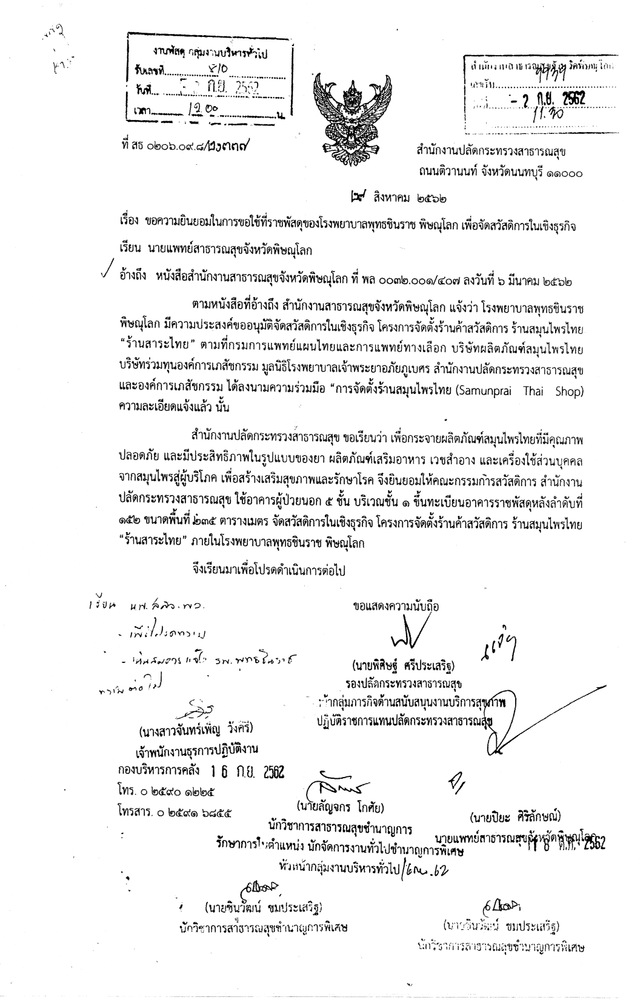 งานพัสดุ กลุ่มงานบริหารทั่วไป
รับเลขที่ 810
วันที่ - 2 ก.ย. 2562
เวลา 12.00 น.
สำนักงานสาธารณสุขจังหวัดพิษณุโลก
เลขรับ
วันที่ - 2 ก.ย. 2562
11.30
ที่ สธ ๐๒๐๖.๐๙.๘/
สำนักงานปลัดกระทรวงสาธารณสุข
ถนนติวานนท์ จังหวัดนนทบุรี ๑๑๐๐๐
๒๙ สิงหาคม ๒๕๖๒
เรื่อง ขอความยินยอมในการขอใช้ที่ราชพัสดุของโรงพยาบาลพุทธชินราช พิษณุโลก เพื่อจัดสวัสดิการในเชิงธุรกิจ
เรียน นายแพทย์สาธารณสุขจังหวัดพิษณุโลก
อ้างถึง หนังสือสำนักงานสาธารณสุขจังหวัดพิษณุโลก ที่ พล ๐๐๓๒.๐๐๑/๔๐๗ ลงวันที่ ๖ มีนาคม ๒๕๖๒
ตามหนังสือที่อ้างถึง สำนักงานสาธารณสุขจังหวัดพิษณุโลก แจ้งว่า โรงพยาบาลพุทธชินราช
พิษณุโลก มีความประสงค์ขออนุมัติจัดสวัสดิการในเชิงธุรกิจ โครงการจัดตั้งร้านค้าสวัสดิการ ร้านสมุนไพรไทย
“ร้านสาระไทย” ตามที่กรมการแพทย์แผนไทยและการแพทย์ทางเลือก บริษัทผลิตภัณฑ์สมุนไพรไทย
บริษัทร่วมทุนองค์การเภสัชกรรม มูลนิธิโรงพยาบาลเจ้าพระยาอภัยภูเบศร สำนักงานปลัดกระทรวงสาธารณสุข
และองค์การเภสัชกรรม ได้ลงนามความร่วมมือ “การจัดตั้งร้านสมุนไพรไทย (Samunprai Thai Shop)
ความละเอียดแจ้งแล้ว นั้น
สำนักงานปลัดกระทรวงสาธารณสุข ขอเรียนว่า เพื่อกระจายผลิตภัณฑ์สมุนไพรไทยที่มีคุณภาพ
ปลอดภัย และมีประสิทธิภาพในรูปแบบของยา ผลิตภัณฑ์เสริมอาหาร เวชสำอาง และเครื่องใช้ส่วนบุคคล
จากสมุนไพรสู่ผู้บริโภค เพื่อสร้างเสริมสุขภาพและรักษาโรค จึงยินยอมให้คณะกรรมการสวัสดิการ สำนักงาน
ปลัดกระทรวงสาธารณสุข ใช้อาคารผู้ป่วยนอก ๕ ชั้น บริเวณชั้น ๑ ขึ้นทะเบียนอาคารราชพัสดุหลังลำดับที่
๑๕๒ ขนาดพื้นที่ ๒๓๕ ตารางเมตร จัดสวัสดิการในเชิงธุรกิจ โครงการจัดตั้งร้านค้าสวัสดิการ ร้านสมุนไพรไทย
“ร้านสาระไทย” ภายในโรงพยาบาลพุทธชินราช พิษณุโลก
จึงเรียนมาเพื่อโปรดดำเนินการต่อไป
ขอแสดงความนับถือ
(นายพิศิษฐ์ ศรีประเสริฐ)
รองปลัดกระทรวงสาธารณสุข
หัวหน้ากลุ่มภารกิจด้านสนับสนุนงานบริการสุขภาพ
ปฏิบัติราชการแทนปลัดกระทรวงสาธารณสุข
เรียน นพ.สสจ.พล.
- เพื่อโปรดทราบ
- เห็นสมควรแจ้ง รพ.พุทธชินราช
ทราบต่อไป
(นางสาวจันทร์เพ็ญ วังคีรี)
เจ้าพนักงานธุรการปฏิบัติงาน
กองบริหารการคลัง 16 ก.ย. 2562
โทร. ๐ ๒๕๙๐ ๑๒๒๕
โทรสาร. ๐ ๒๕๙๑ ๖๘๕๕
(นายลัญจกร โกศัย)
นักวิชาการสาธารณสุขชำนาญการ
รักษาการในตำแหน่ง นักจัดการงานทั่วไปชำนาญการพิเศษ
หัวหน้ากลุ่มงานบริหารทั่วไป
(นายปิยะ ศิริลักษณ์)
นายแพทย์สาธารณสุขจังหวัดพิษณุโลก
(นายชินวัฒน์ ชมประเสริฐ)
นักวิชาการสาธารณสุขชำนาญการพิเศษ
(นายชินวัฒน์ ชมประเสริฐ)
นักวิชาการสาธารณสุขชำนาญการพิเศษ